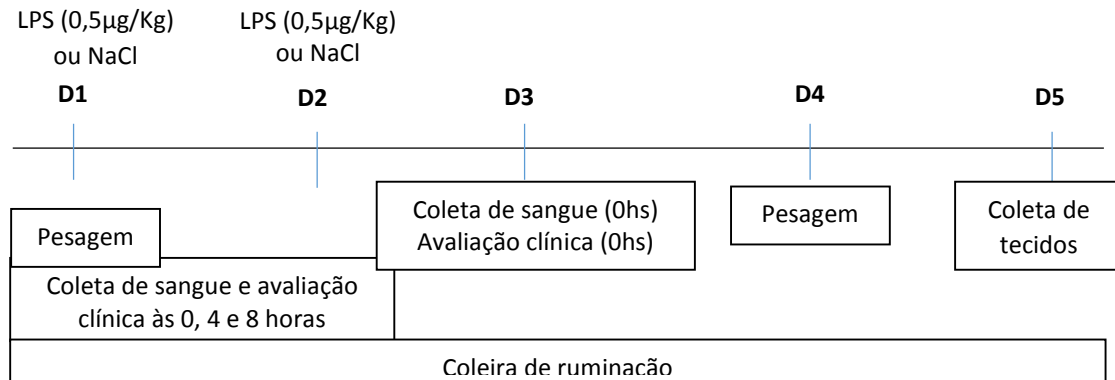 LPS (0,5µg/Kg)
ou NaCl
LPS (0,5µg/Kg)
ou NaCl
D1
D2
D3
D4
D5
Pesagem
Coleta de sangue (0hs)
Avaliação clínica (0hs)
Pesagem
Coleta de
tecidos
Coleta de sangue e avaliação
clínica às 0, 4 e 8 horas
Coleira de ruminação